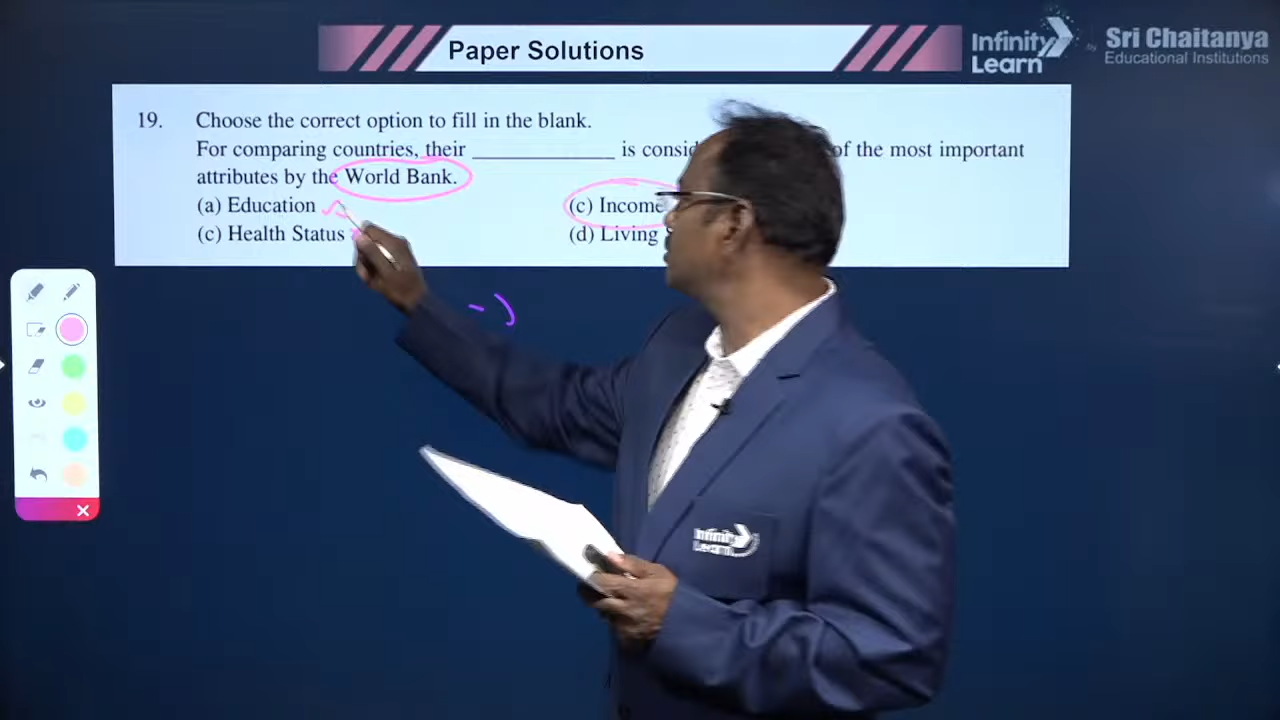 Paper Solutions
Infinity Learn
by Sri Chaitanya
Educational Institutions
19. Choose the correct option to fill in the blank.
For comparing countries, their _____________ is consid of the most important
attributes by the World Bank.
(a) Education (c) Income
(c) Health Status (d) Living
Infinity
Learn